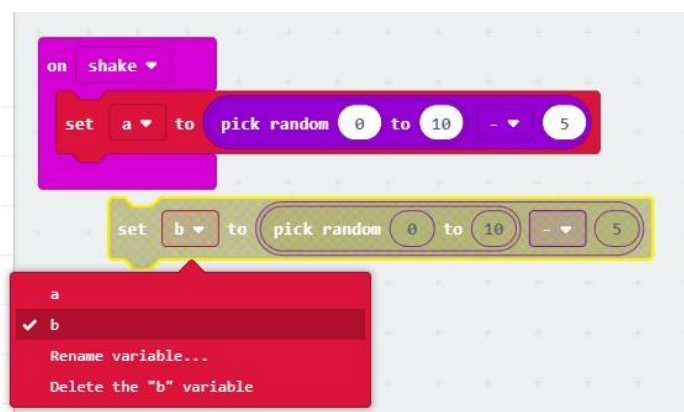 on shake
set a to pick random 0 to 10 - 5
set b to pick random 0 to 10 - 5
a
b
Rename variable...
Delete the "b" variable